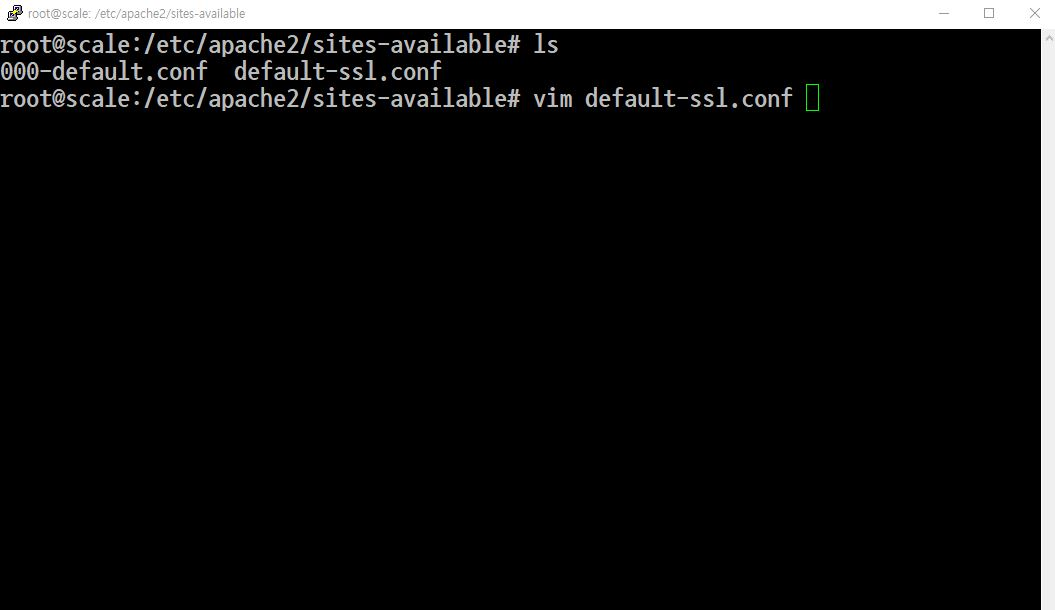 root@scale: /etc/apache2/sites-available
root@scale:/etc/apache2/sites-available# ls
000-default.conf  default-ssl.conf
root@scale:/etc/apache2/sites-available# vim default-ssl.conf